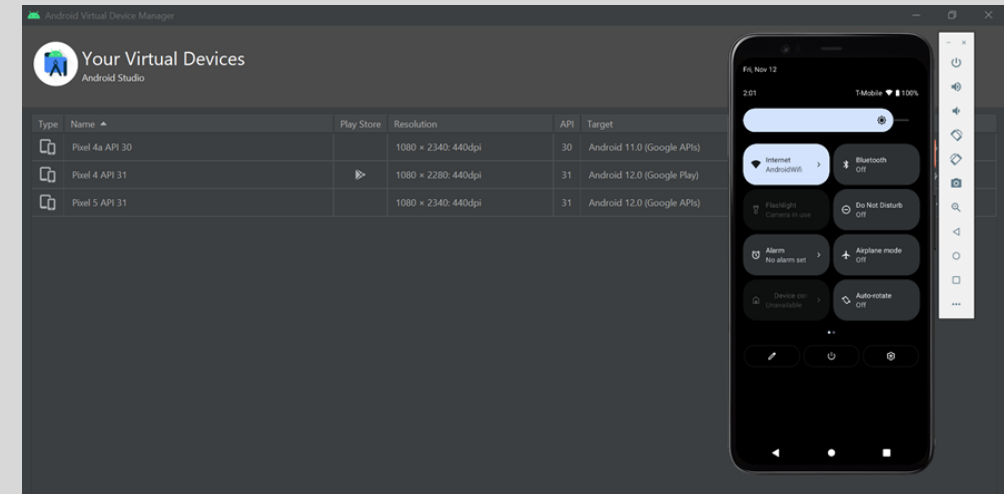 Android Virtual Device Manager
Your Virtual Devices
Android Studio
Type Name Play Store Resolution API Target
Pixel 4a API 30 1080 × 2340: 440dpi 30 Android 11.0 (Google APIs)
Pixel 4 API 31 1080 × 2280: 440dpi 31 Android 12.0 (Google Play)
Pixel 5 API 31 1080 × 2340: 440dpi 31 Android 12.0 (Google APIs)
Fri, Nov 12
2:01 T-Mobile 100%
Internet
AndroidWifi
Bluetooth
Off
Flashlight
Camera in use
Do Not Disturb
Off
Alarm
No alarm set
Airplane mode
Off
Device co
Unavailable
Auto-rotate
Off